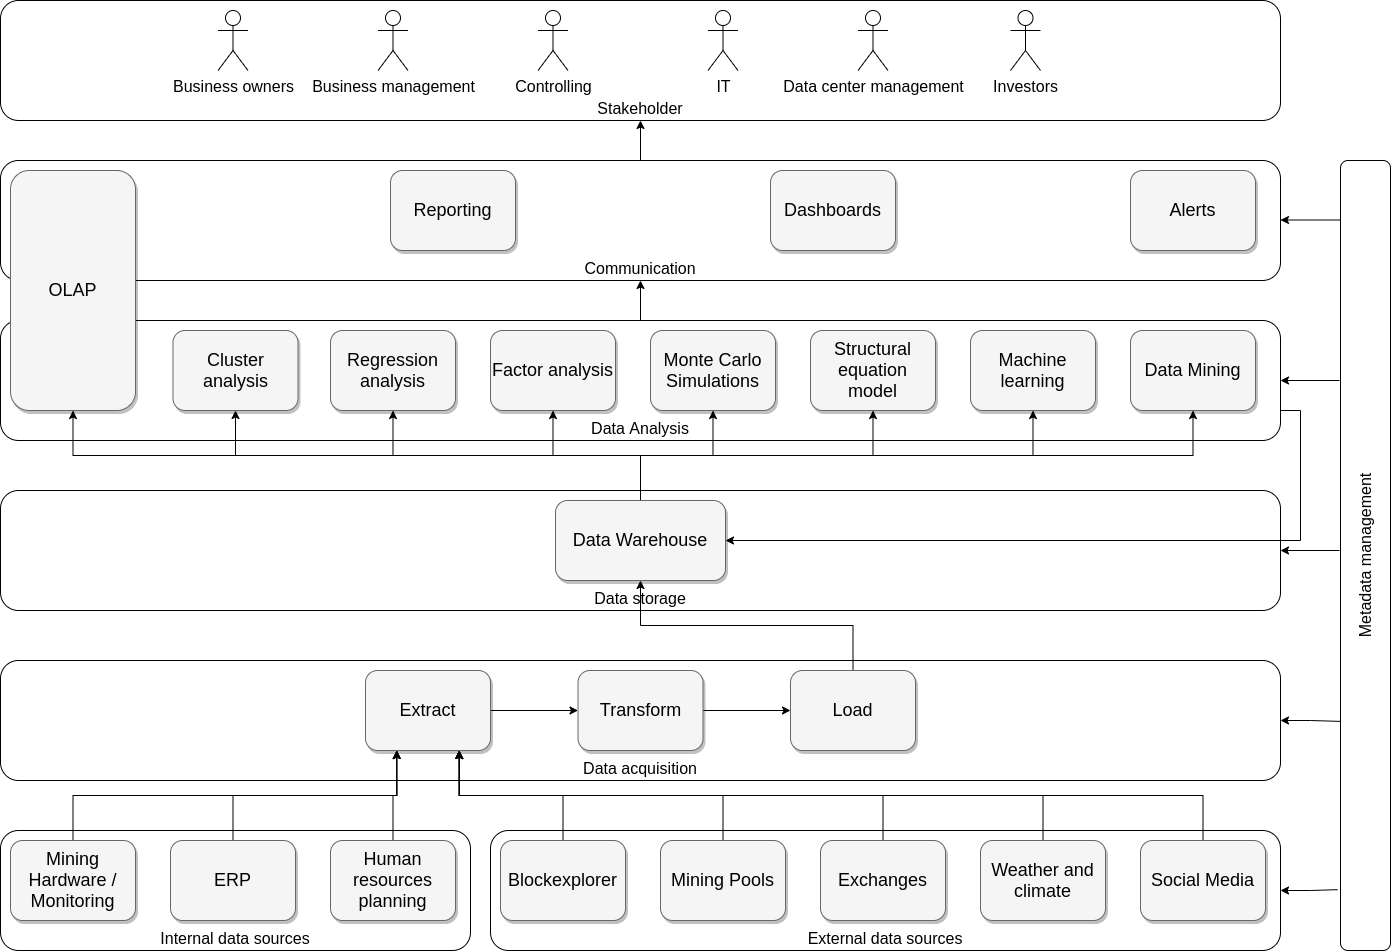 Business owners
Business management
Controlling
IT
Data center management
Investors
Stakeholder
OLAP
Reporting
Dashboards
Alerts
Communication
Cluster
analysis
Regression
analysis
Factor analysis
Monte Carlo
Simulations
Structural
equation
model
Machine
learning
Data Mining
Data Analysis
Data Warehouse
Data storage
Extract
Transform
Load
Data acquisition
Mining
Hardware /
Monitoring
ERP
Human
resources
planning
Internal data sources
Blockexplorer
Mining Pools
Exchanges
Weather and
climate
Social Media
External data sources
Metadata management